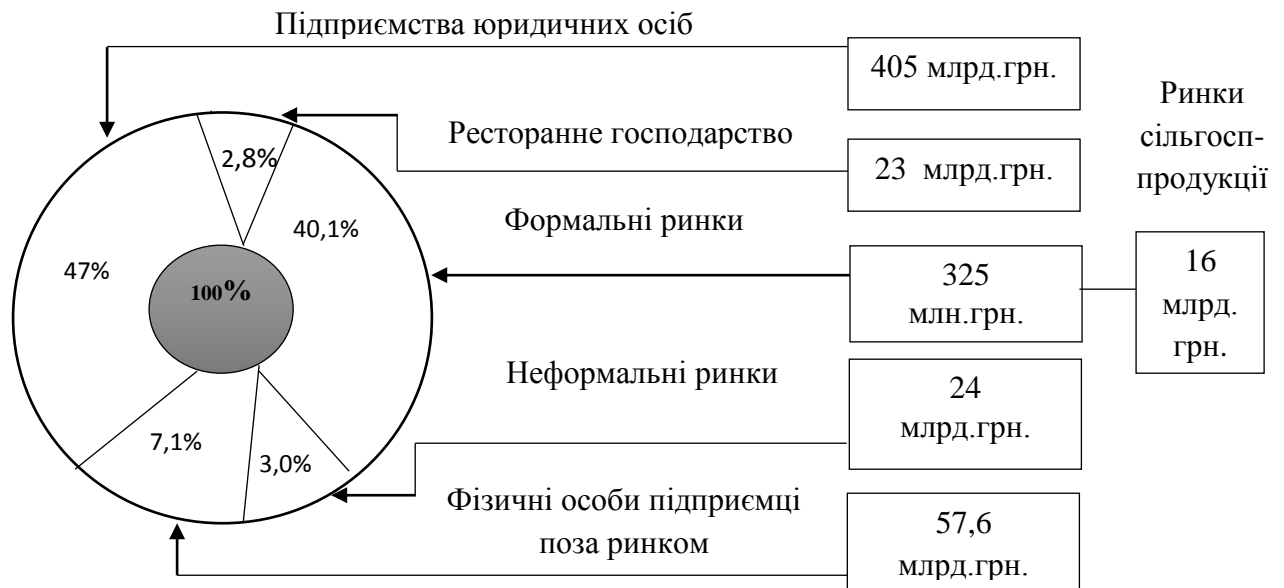 Підприємства юридичних осіб
405 млрд.грн.
Ринки
сільгосп-
продукції
Ресторанне господарство
23 млрд.грн.
2,8%
Формальні ринки
40,1%
47%
325
млн.грн.
16
млрд.
грн.
100%
Неформальні ринки
24
млрд.грн.
7,1%
3,0%
Фізичні особи підприємці
поза ринком
57,6
млрд.грн.